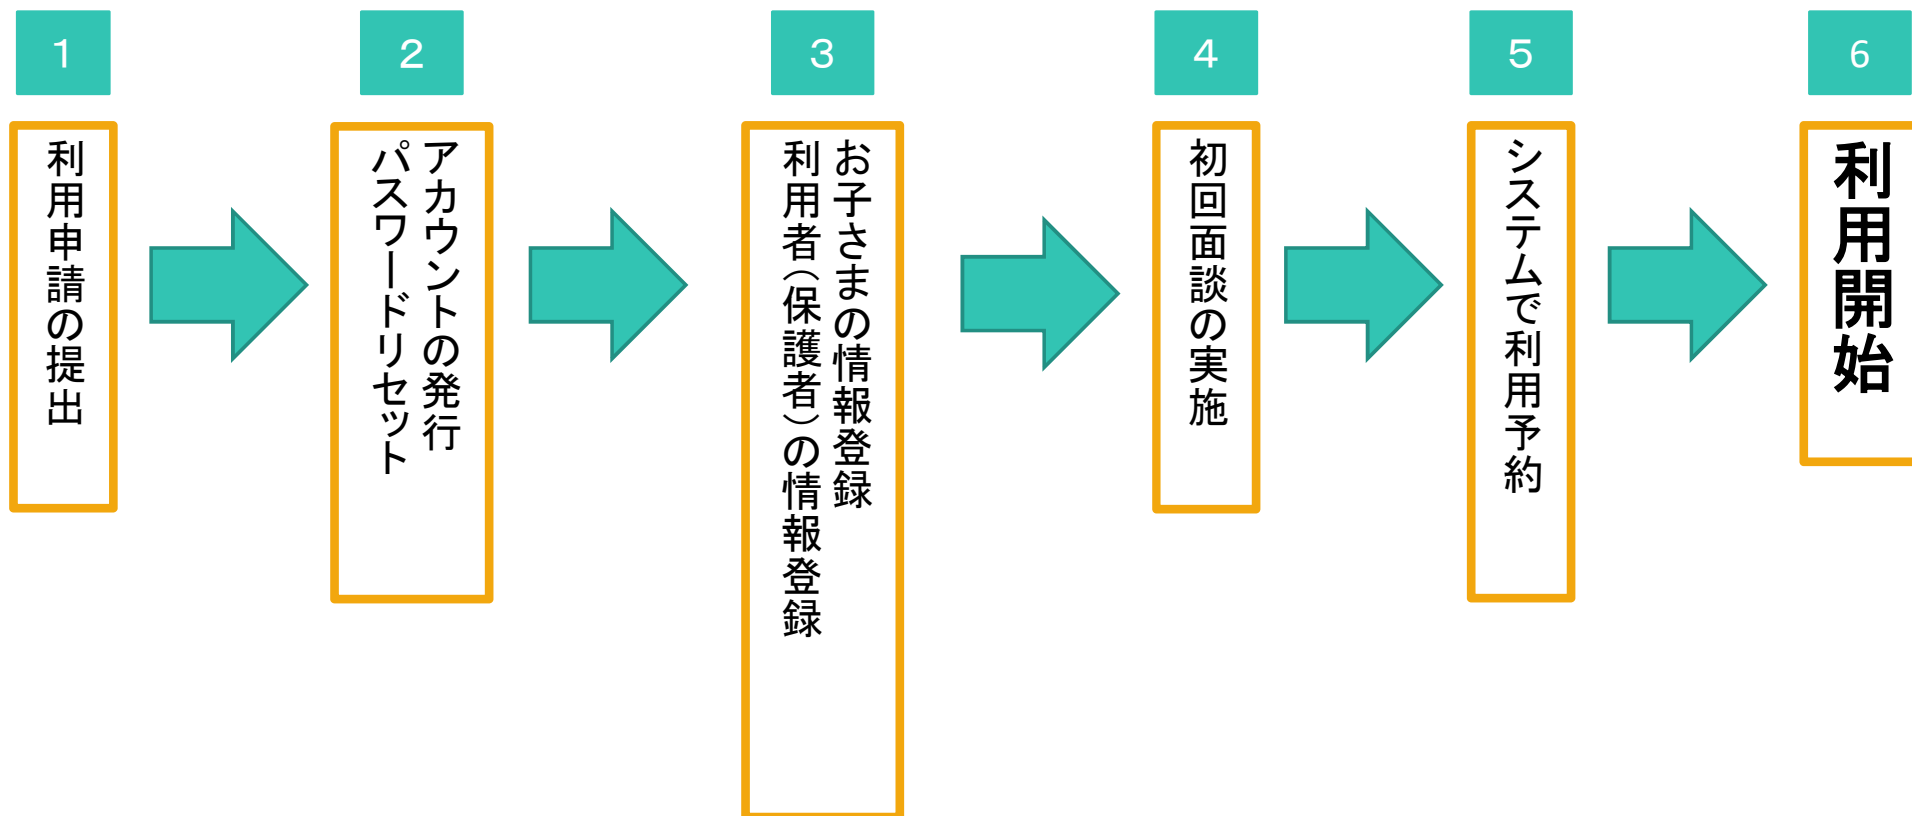 1
利用申請の提出
2
アカウントの発行
パスワードリセット
3
お子さまの情報登録
利用者（保護者）の情報登録
4
初回面談の実施
5
システムで利用予約
6
利用開始